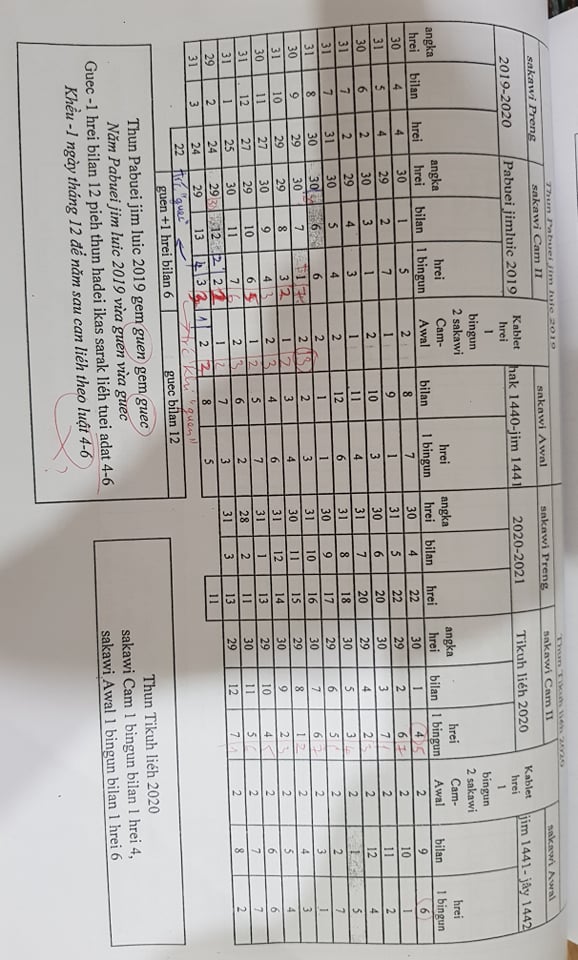 Thun Pabuei jim luic 2019 Thun Tikuh liéh 2020
sakawi Preng sakawi Cam II Kablet hrei 1 bingun 2 sakawi Cam-Awal sakawi Awal sakawi Preng sakawi Cam II Kablet hrei 1 bingun 2 sakawi Cam-Awal sakawi Awal
2019-2020 Pabuei jimluic 2019 hak 1440-jim 1441 2020-2021 Tikuh liéh 2020 jim 1441- jây 1442
angka hrei bilan hrei angka hrei bilan hrei 1 bingun bilan hrei 1 bingun angka hrei bilan hrei angka hrei bilan hrei 1 bingun bilan hrei 1 bingun
30 4 4 30 1 5 2 8 7 30 4 22 30 1 4 5 2 9 6
31 5 4 29 2 7 1 9 1 31 5 22 29 2 6 7 2 10 1
30 6 2 30 3 1 2 10 3 30 6 20 30 3 7 2 11 2
31 7 2 29 4 3 1 11 4 31 7 20 29 4 2 2 12 4
31 7 31 30 5 4 2 12 6 31 8 18 30 5 3 2 1 5
31 8 30 30 6 6 2 1 1 30 9 17 29 6 5 2 2 7
30 9 29 30 7 1 7 2 2 3 31 10 16 30 7 6 7 2 3 1
31 10 29 29 8 3 2 1 2 3 4 30 11 15 29 8 1 2 2 4 3
30 11 27 30 9 4 3 2 3 4 6 31 12 14 30 9 2 3 2 5 4
31 12 27 29 10 6 5 1 2 5 7 31 1 13 29 10 4 2 6 6
31 1 25 30 11 7 6 2 3 6 2 28 2 11 30 11 5 2 7 7
29 2 24 29 12 2 1 2 7 3 31 3 13 29 12 7 1 2 8 2
31 3 24 29 13 4 3 1 2 8 5 11
22 trừ "guec" trừ khi "guen"
guen +1 hrei bilan 6 guec bilan 12
Thun Pabuei jim luic 2019 gem guen gem guec
Năm Pabuei jim luic 2019 vừa guen vừa guec
Guec -1 hrei bilan 12 pieh thun hadei ikas sarak liéh tuei adat 4-6
Khều -1 ngày tháng 12 để năm sau can liéh theo luật 4-6
?
Thun Tikuh liéh 2020
sakawi Cam 1 bingun bilan 1 hrei 4,
sakawi Awal 1 bingun bilan 1 hrei 6